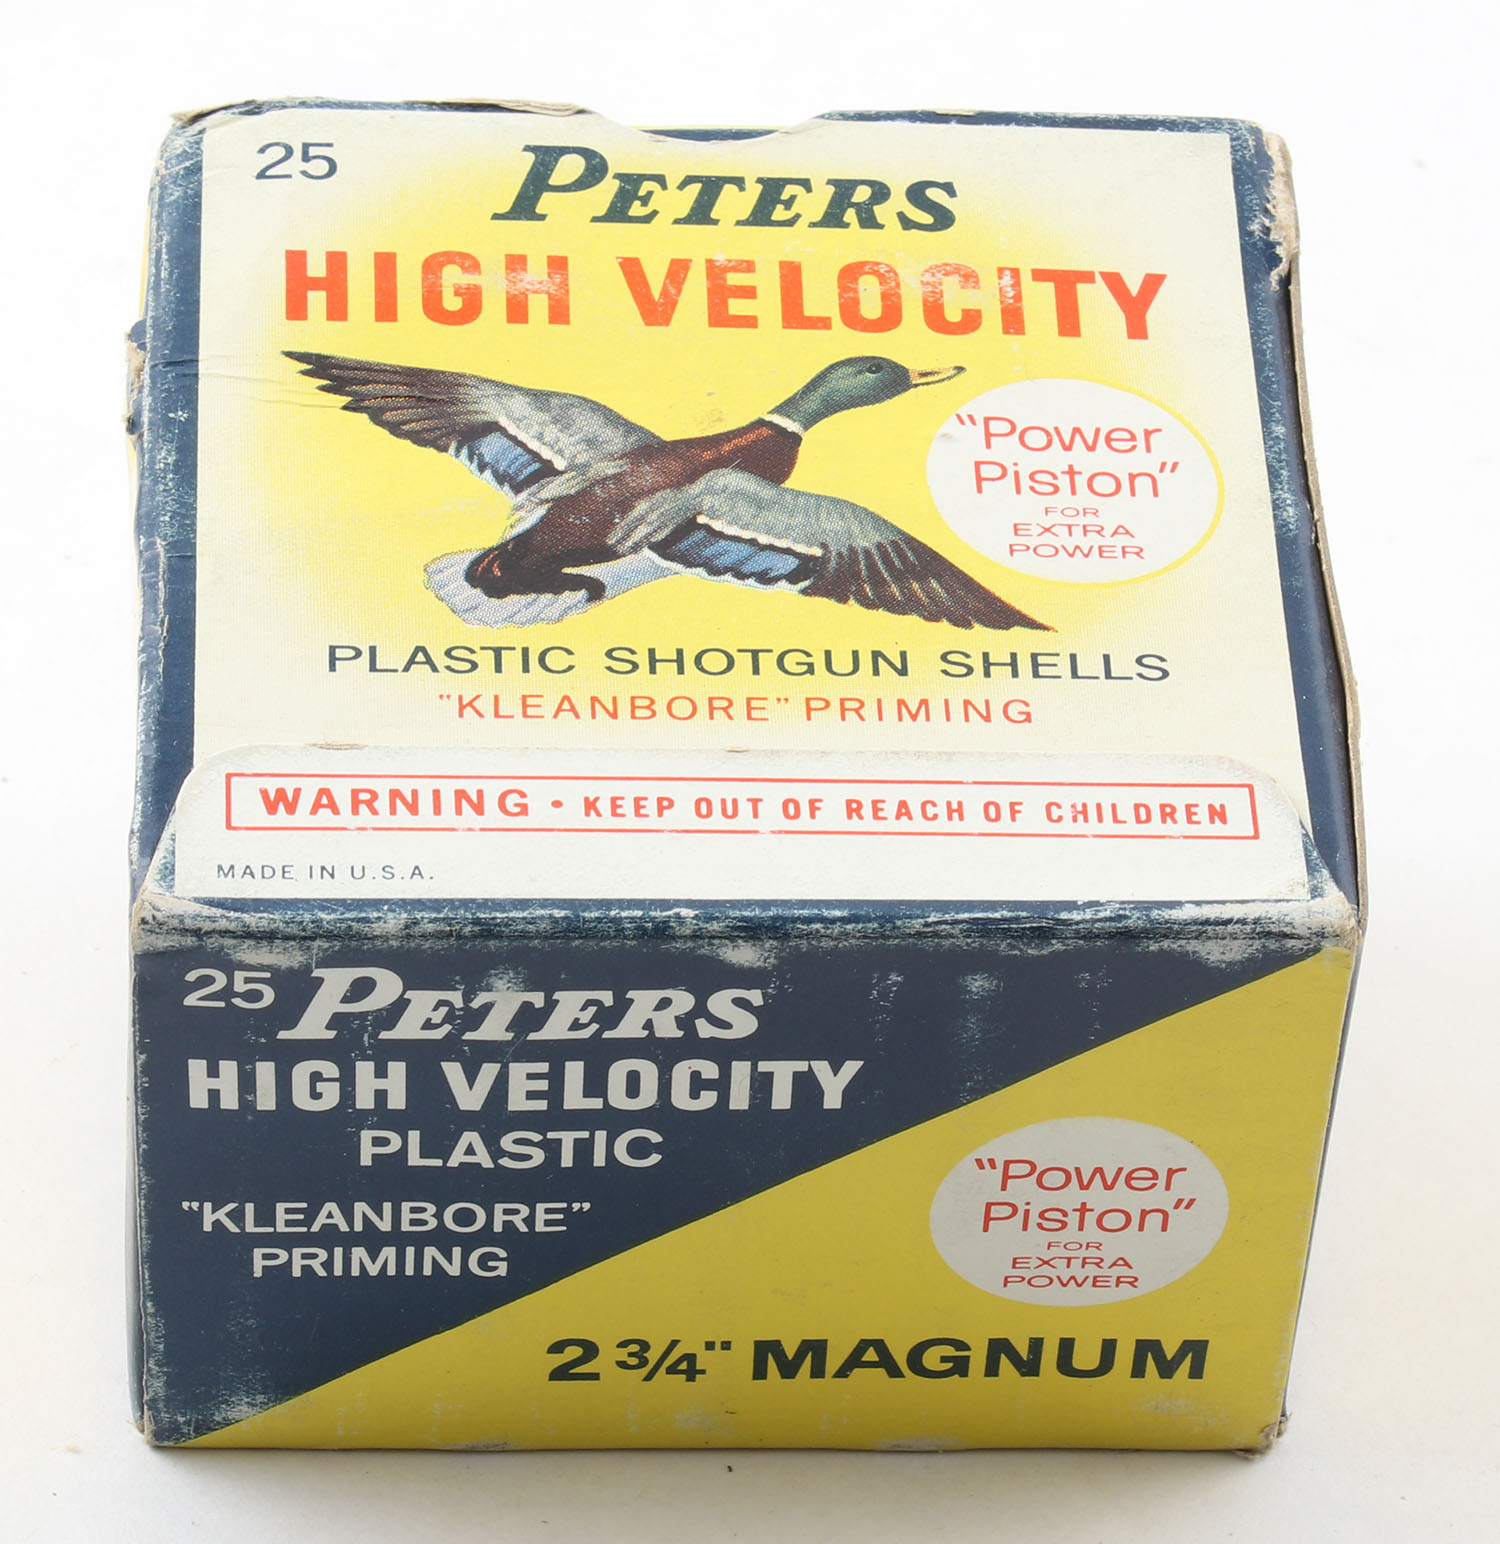 25
PETERS
HIGH VELOCITY
"Power
Piston"
FOR
EXTRA
POWER
PLASTIC SHOTGUN SHELLS
"KLEANBORE" PRIMING
WARNING • KEEP OUT OF REACH OF CHILDREN
MADE IN U.S.A.
25 PETERS
HIGH VELOCITY
PLASTIC
"KLEANBORE"
PRIMING
"Power
Piston"
FOR
EXTRA
POWER
2 3/4" MAGNUM